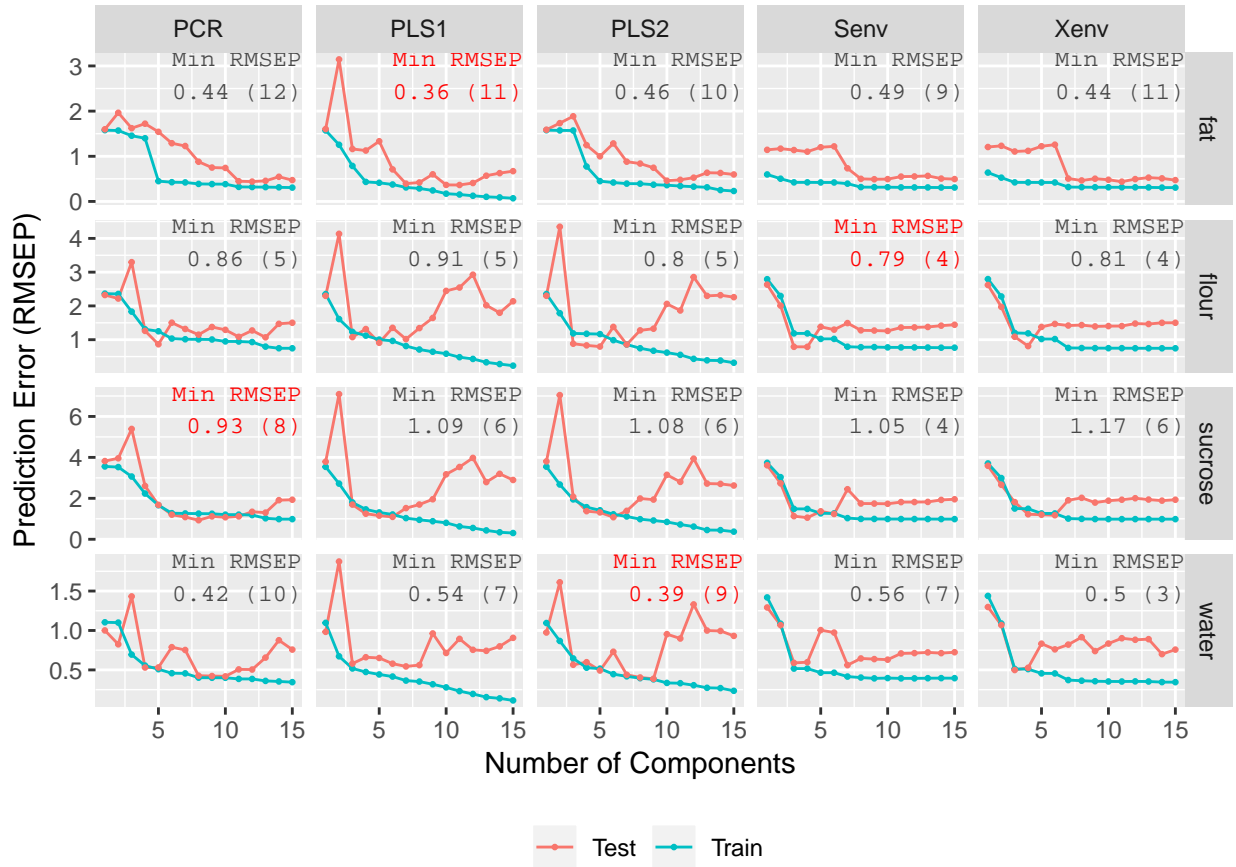 PCR PLS1 PLS2 Senv Xenv
Min RMSEP Min RMSEP Min RMSEP Min RMSEP Min RMSEP
0.44 (12) 0.36 (11) 0.46 (10) 0.49 (9) 0.44 (11)
fat
3
2
1
0
Min RMSEP Min RMSEP Min RMSEP Min RMSEP Min RMSEP
0.86 (5) 0.91 (5) 0.8 (5) 0.79 (4) 0.81 (4)
flour
4
3
2
1
Min RMSEP Min RMSEP Min RMSEP Min RMSEP Min RMSEP
0.93 (8) 1.09 (6) 1.08 (6) 1.05 (4) 1.17 (6)
sucrose
6
4
2
0
Min RMSEP Min RMSEP Min RMSEP Min RMSEP Min RMSEP
0.42 (10) 0.54 (7) 0.39 (9) 0.56 (7) 0.5 (3)
water
1.5
1.0
0.5
5 10 15 5 10 15 5 10 15 5 10 15 5 10 15
Prediction Error (RMSEP)
Number of Components
Test Train